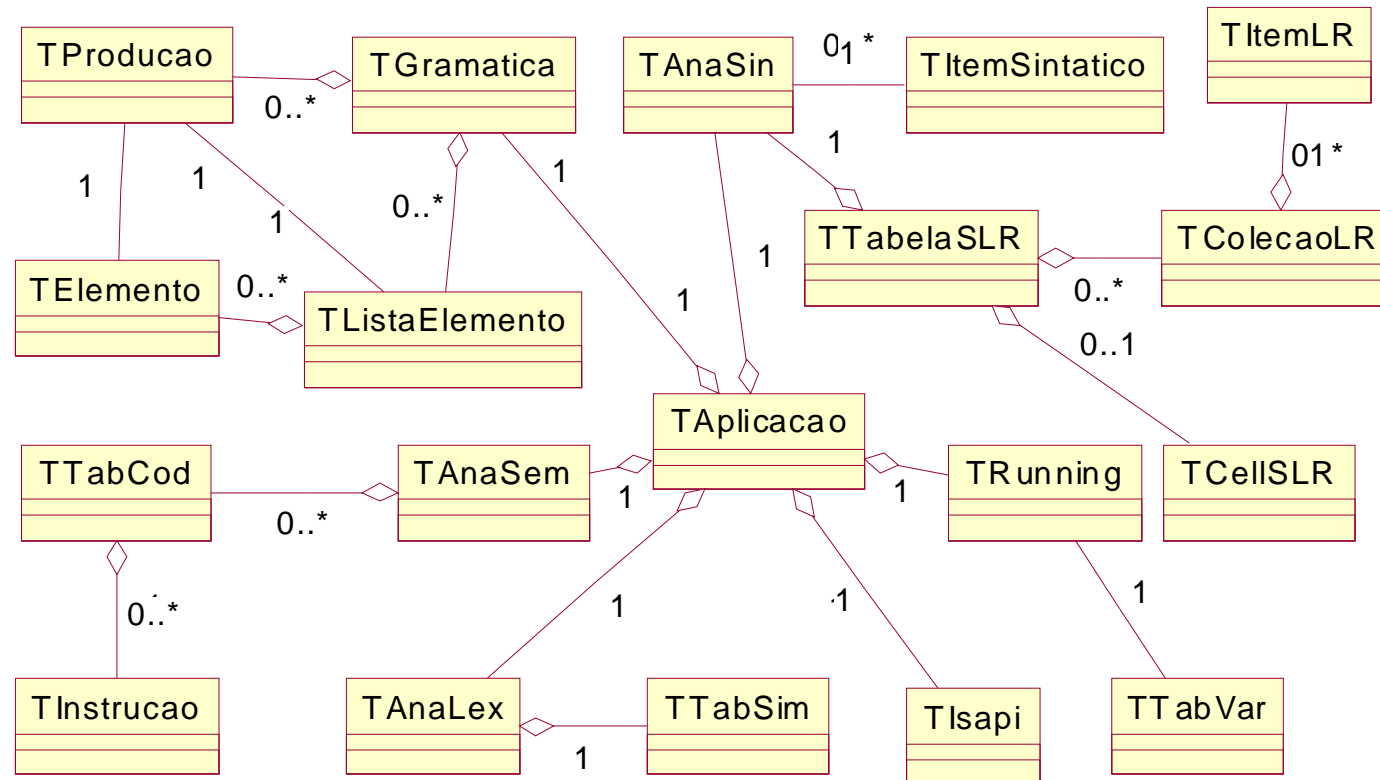 TProducao
TGramatica
TAnaSin
01 *
TItemSintatico
TItemLR
0..*
1
1
1
0..*
1
1
1
01 *
TElemento
0..*
TListaElemento
1
1
TTabelaSLR
0..*
TColecaoLR
0..1
TAplicacao
TTabCod
0..*
TAnaSem
1
1
TRunning
TCellSLR
0..*
1
1
1
TInstrucao
TAnaLex
1
TTabSim
TIsapi
TTabVar